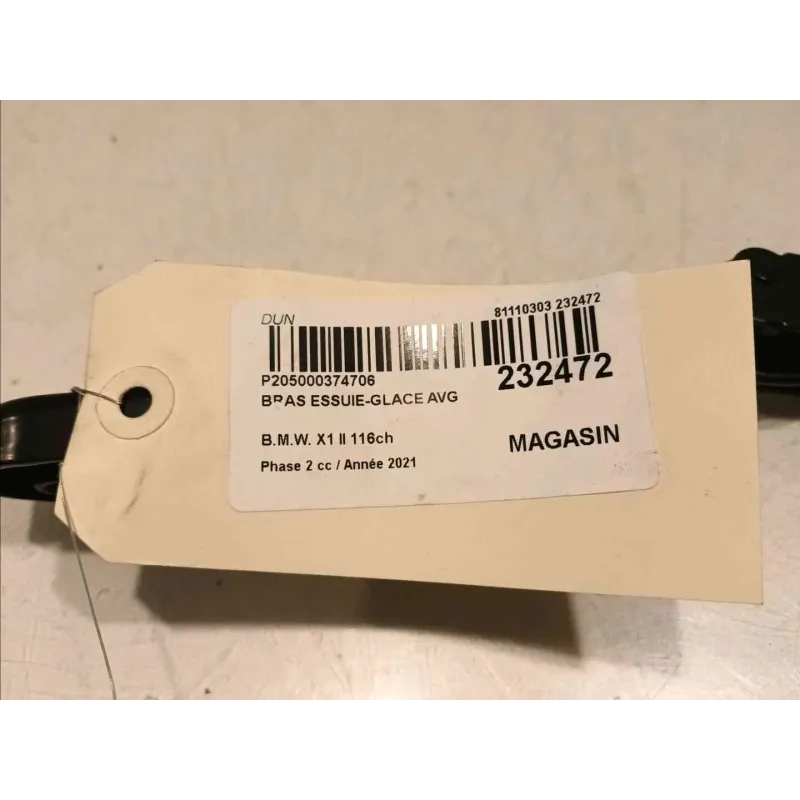 DUN
81110303 232472
P205000374706
232472
BRAS ESSUIE-GLACE AVG
B.M.W. X1 II 116ch
MAGASIN
Phase 2 cc / Année 2021